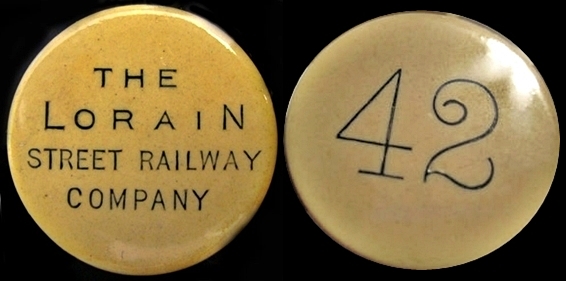 THE
LORAIN
STREET RAILWAY
COMPANY
42